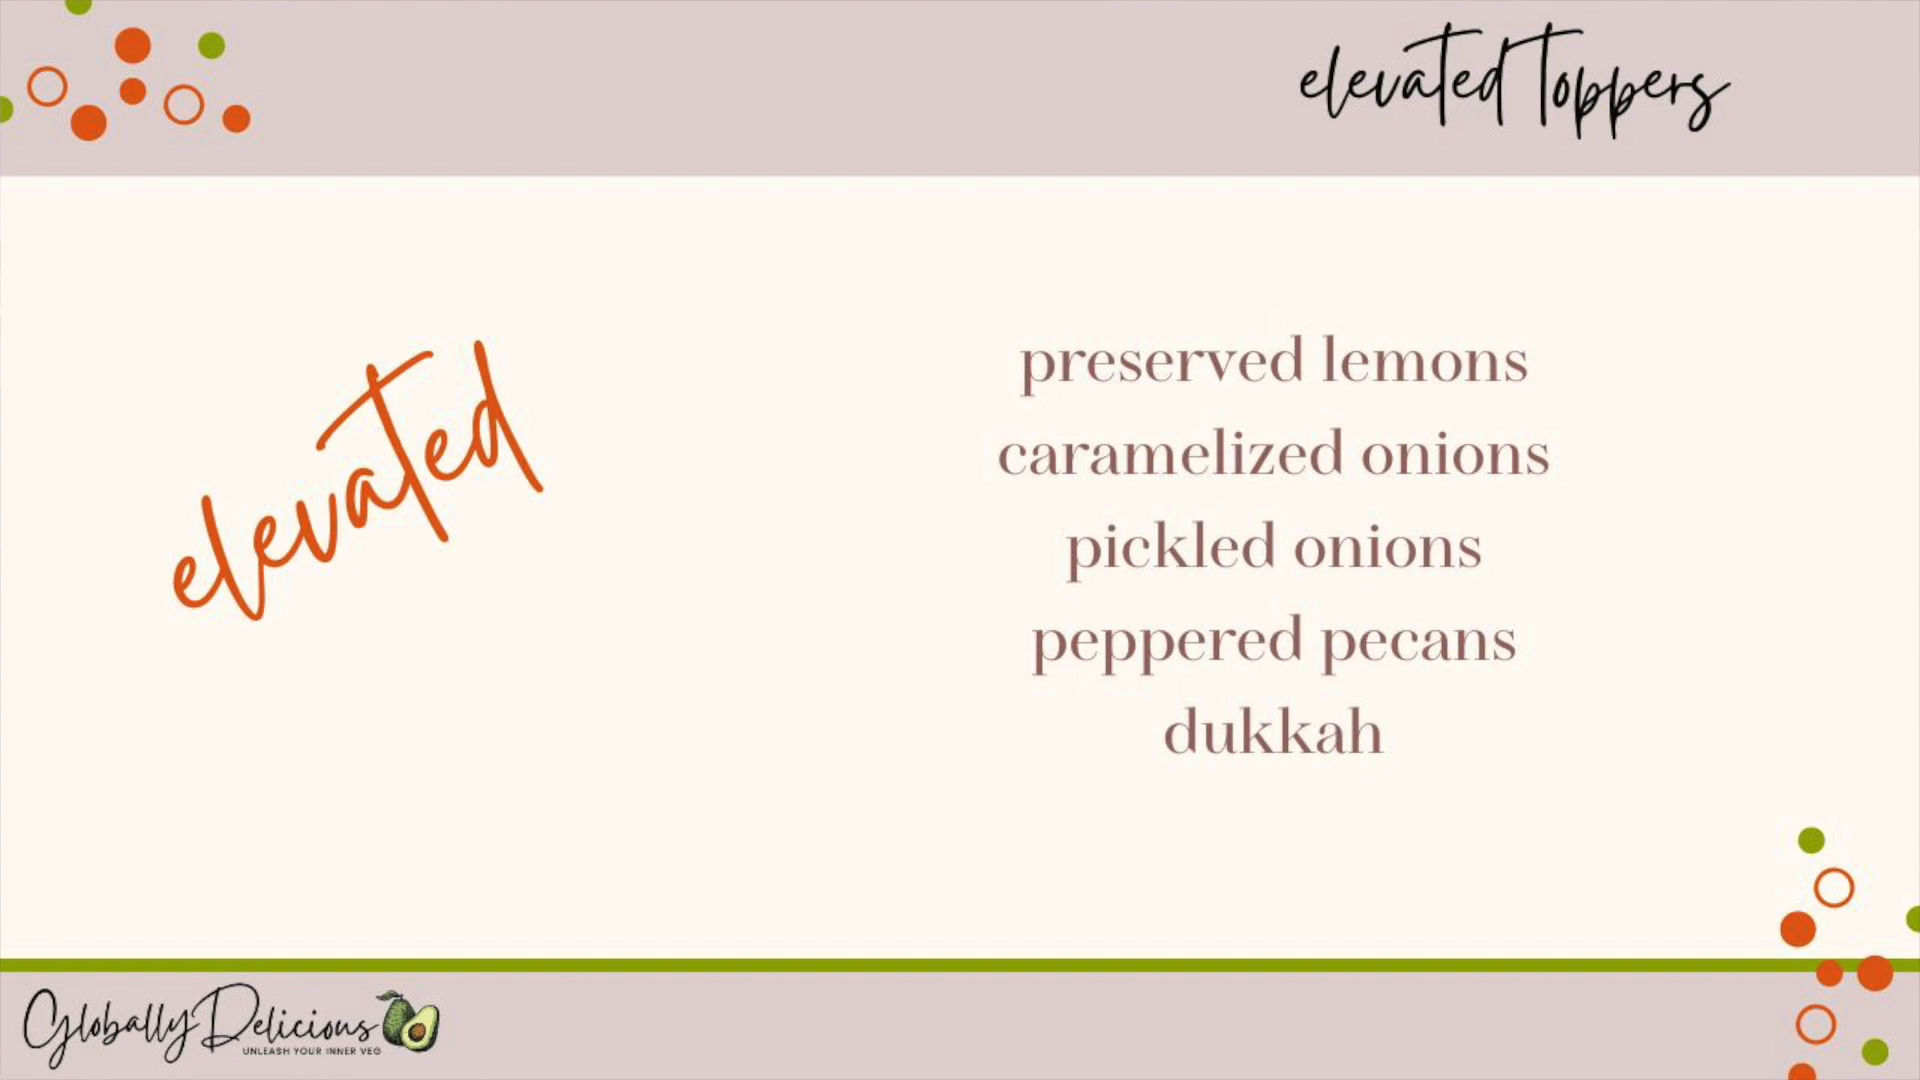 elevated toppers
elevated
preserved lemons
caramelized onions
pickled onions
peppered pecans
dukkah
Globally Delicious
UNLEASH YOUR INNER VEG